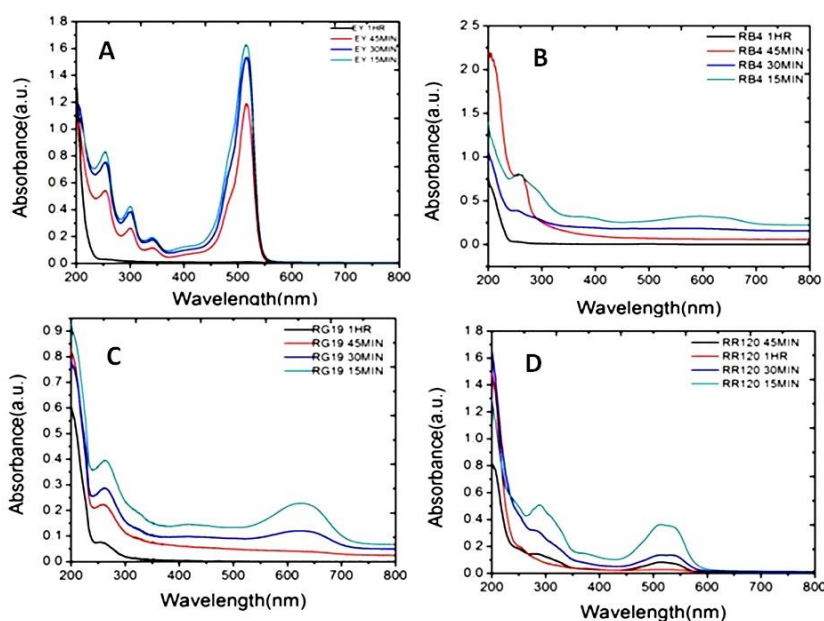 A
EY 1HR
EY 45MIN
EY 30MIN
EY 15MIN
Absorbance(a.u.)
1.8
1.6
1.4
1.2
1.0
0.8
0.6
0.4
0.2
0.0
200 300 400 500 600 700 800
Wavelength(nm)
B
RB4 1HR
RB4 45MIN
RB4 30MIN
RB4 15MIN
Absorbance(a.u.)
2.5
2.0
1.5
1.0
0.5
0.0
200 300 400 500 600 700 800
Wavelength(nm)
C
RG19 1HR
RG19 45MIN
RG19 30MIN
RG19 15MIN
Absorbance(a.u.)
0.9
0.8
0.7
0.6
0.5
0.4
0.3
0.2
0.1
0.0
200 300 400 500 600 700 800
Wavelength(nm)
D
RR120 45MIN
RR120 1HR
RR120 30MIN
RR120 15MIN
Absorbance(a.u.)
1.8
1.6
1.4
1.2
1.0
0.8
0.6
0.4
0.2
0.0
200 300 400 500 600 700 800
Wavelength(nm)